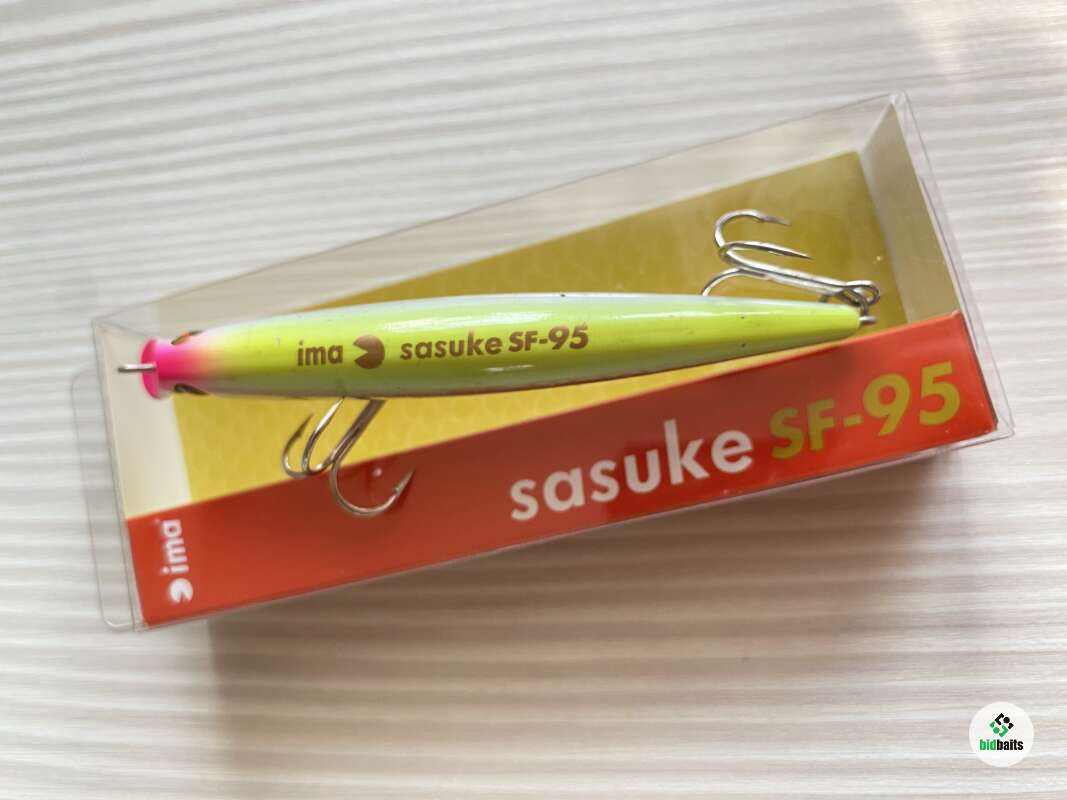 ima sasuke SF-95
sasuke SF-95
ima
bidbaits